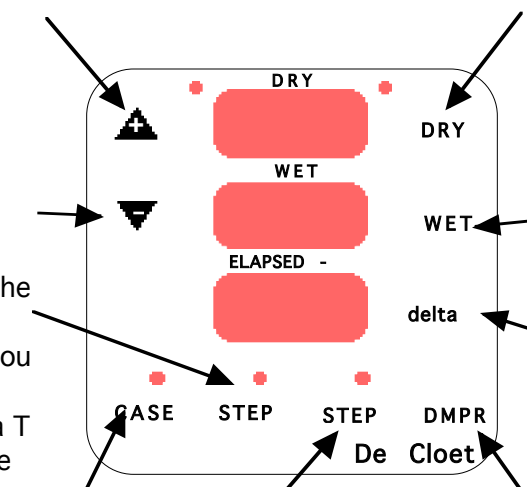 DRY
+
DRY
WET
-
WET
ELAPSED -
he
delta
ou
CASE STEP STEP DMPR
a T
De Cloet
e